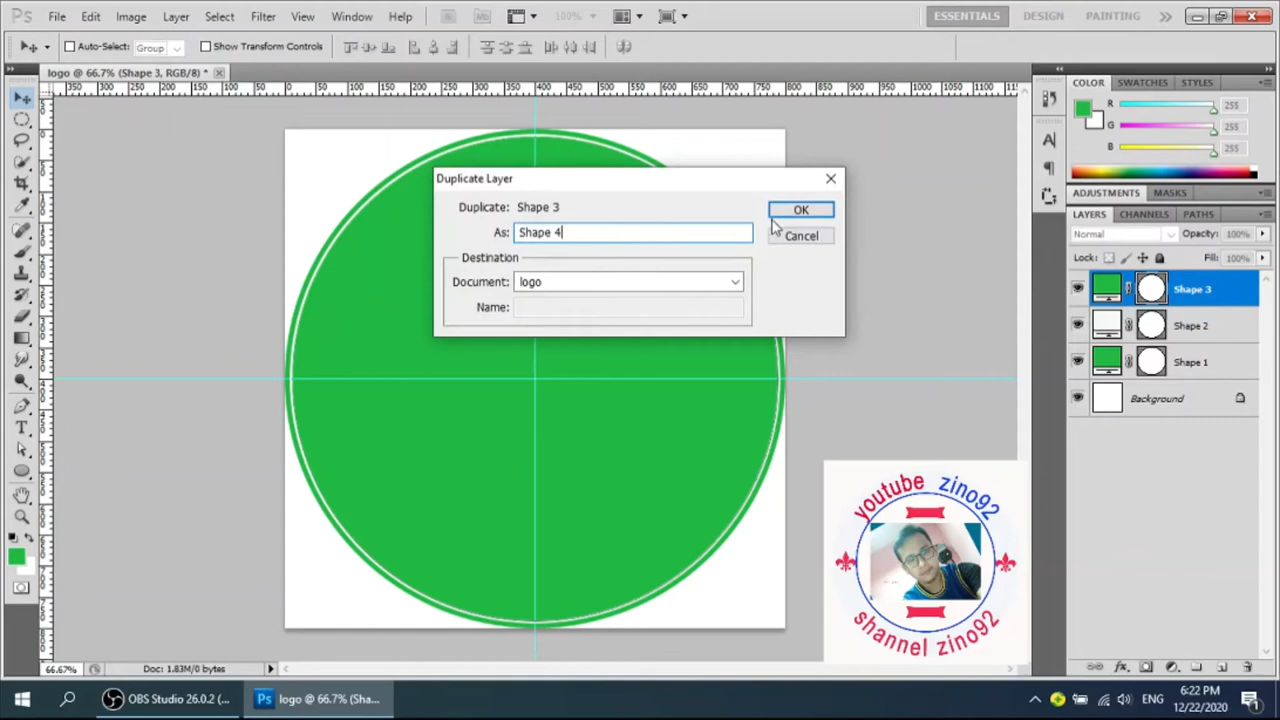 Ps File Edit Image Layer Select Filter View Window Help Br Mb 100% ESSENTIALS DESIGN PAINTING
Auto-Select: Group Show Transform Controls
logo @ 66.7% (Shape 3, RGB/8) *
COLOR SWATCHES STYLES
R 255
G 255
B 255
ADJUSTMENTS MASKS
LAYERS CHANNELS PATHS
Normal Opacity: 100%
Lock: Fill: 100%
Shape 3
Shape 2
Shape 1
Background
Duplicate Layer
Duplicate: Shape 3
OK
As: Shape 4
Cancel
Destination
Document: logo
Name:
youtube zino92
shannel zino92
66.67% Doc: 1.83M/0 bytes
OBS Studio 26.0.2 (...
Ps logo @ 66.7% (Sha...
ENG
6:22 PM
12/22/2020